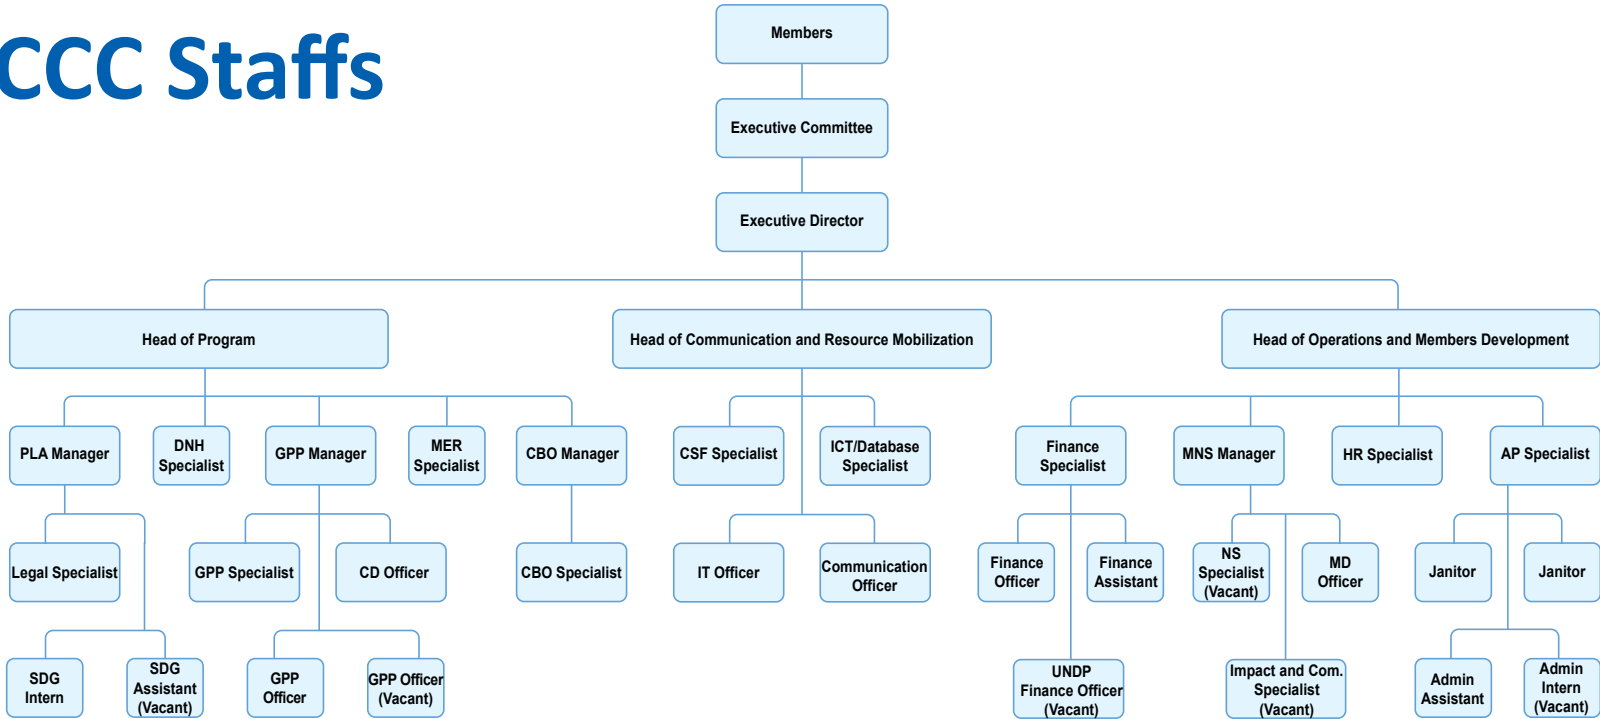 CCC Staffs
Members
Executive Committee
Executive Director
Head of Program
Head of Communication and Resource Mobilization
Head of Operations and Members Development
PLA Manager
DNH
Specialist
GPP Manager
MER
Specialist
CBO Manager
CSF Specialist
ICT/Database
Specialist
Finance
Specialist
MNS Manager
HR Specialist
AP Specialist
Legal Specialist
GPP Specialist
CD Officer
CBO Specialist
IT Officer
Communication
Officer
Finance
Officer
Finance
Assistant
NS
Specialist
(Vacant)
MD
Officer
Janitor
Janitor
SDG
Intern
SDG
Assistant
(Vacant)
GPP
Officer
GPP Officer
(Vacant)
UNDP
Finance Officer
(Vacant)
Impact and Com.
Specialist
(Vacant)
Admin
Assistant
Admin
Intern
(Vacant)